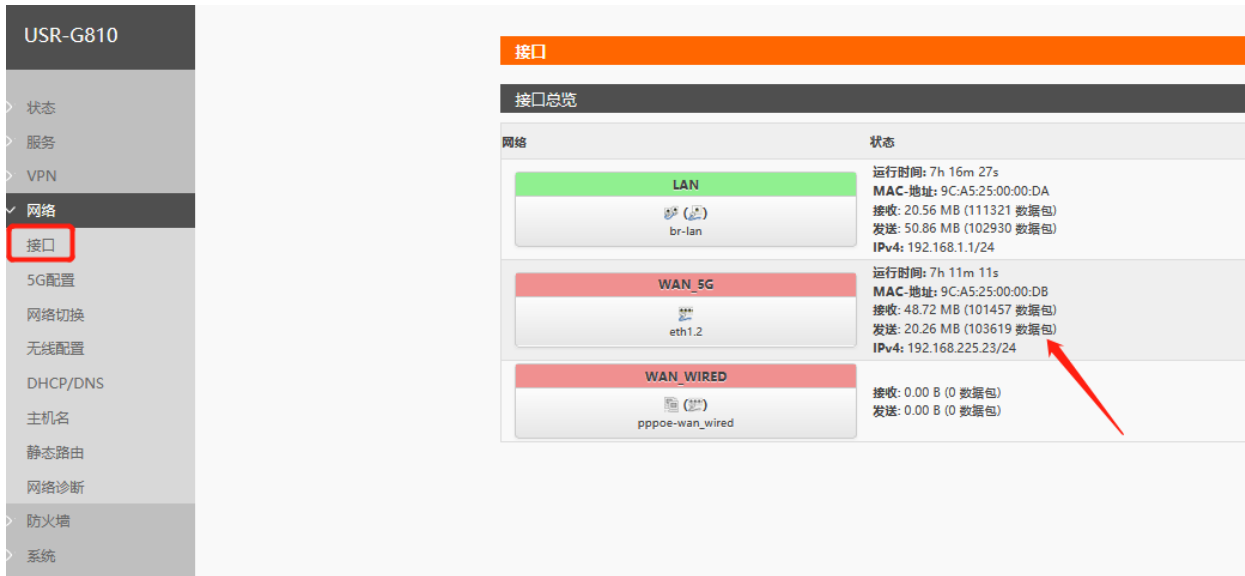 USR-G810
状态
服务
VPN
网络
接口
5G配置
网络切换
无线配置
DHCP/DNS
主机名
静态路由
网络诊断
防火墙
系统
接口
接口总览
网络 状态
LAN
br-lan
运行时间: 7h 16m 27s
MAC-地址: 9C:A5:25:00:00:DA
接收: 20.56 MB (111321 数据包)
发送: 50.86 MB (102930 数据包)
IPv4: 192.168.1.1/24
WAN_5G
eth1.2
运行时间: 7h 11m 11s
MAC-地址: 9C:A5:25:00:00:DB
接收: 48.72 MB (101457 数据包)
发送: 20.26 MB (103619 数据包)
IPv4: 192.168.225.23/24
WAN_WIRED
pppoe-wan_wired
接收: 0.00 B (0 数据包)
发送: 0.00 B (0 数据包)